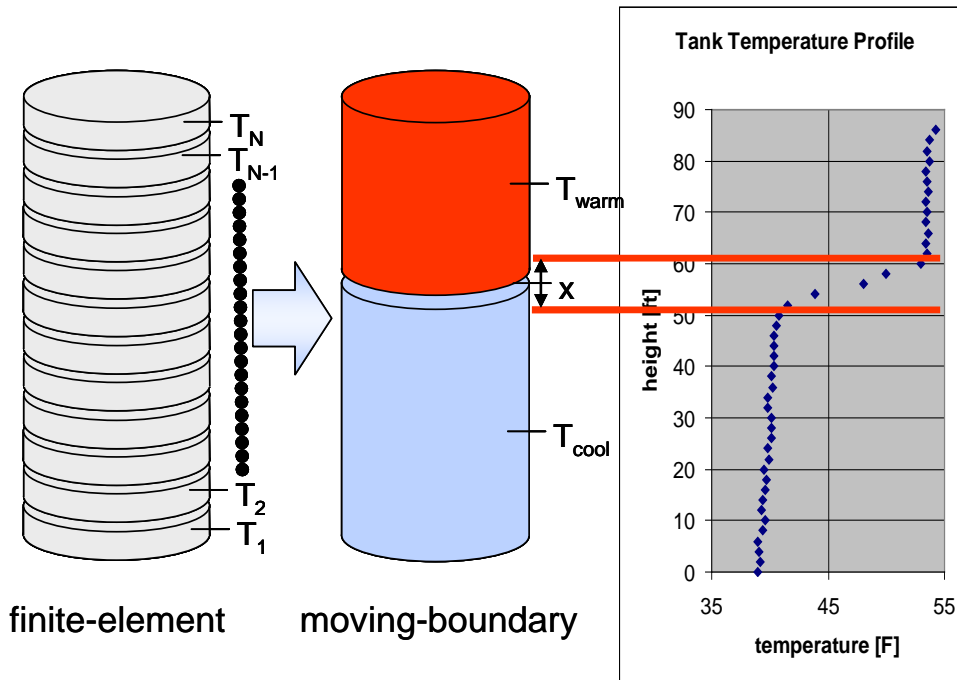 T_N
T_N-1
T_2
T_1
finite-element
T_warm
x
T_cool
moving-boundary
Tank Temperature Profile
height [ft]
90
80
70
60
50
40
30
20
10
0
35 45 55
temperature [F]